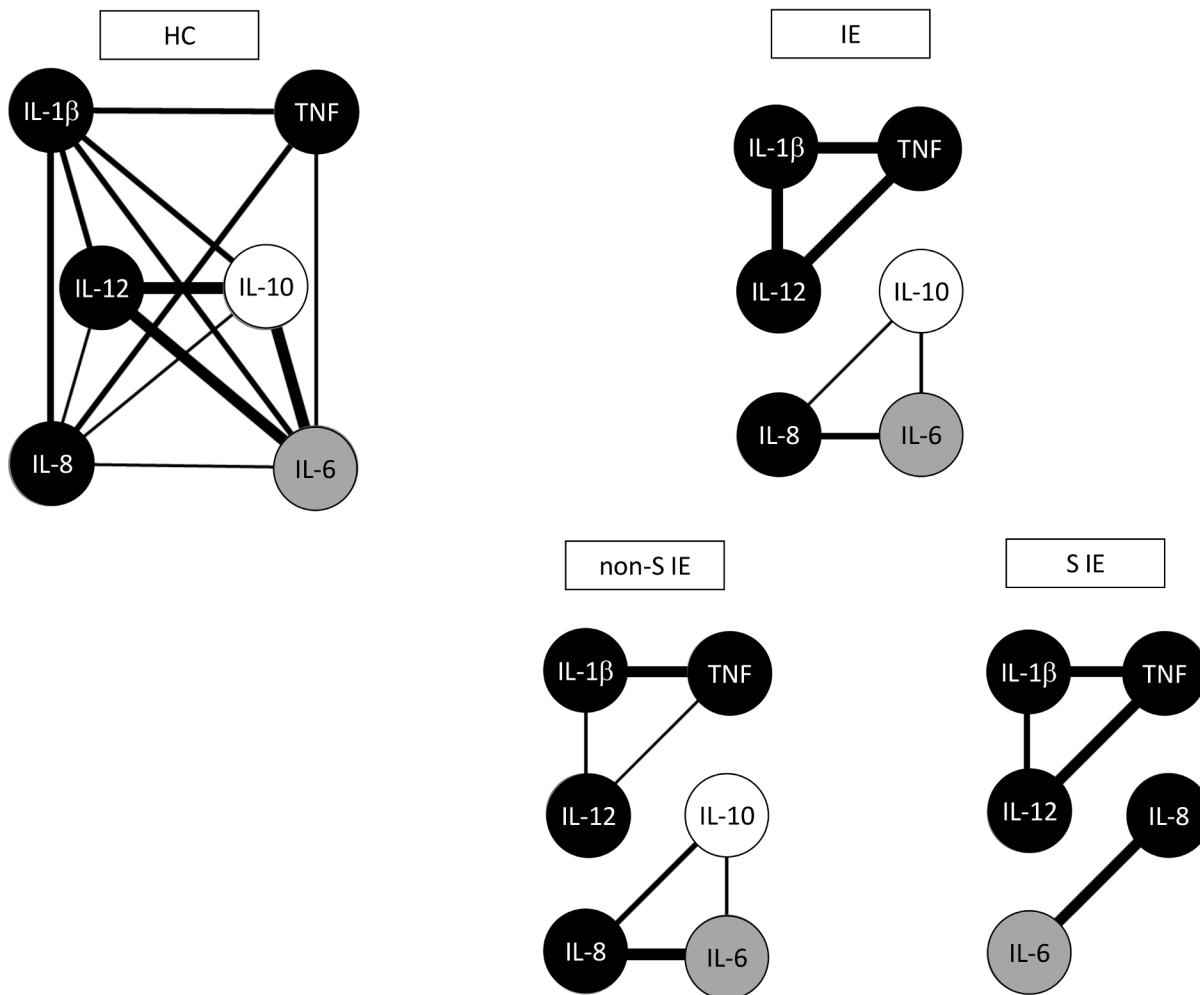 HC
IE
IL-1β
TNF
IL-12
IL-10
IL-8
IL-6
IL-1β
TNF
IL-12
IL-10
IL-8
IL-6
non-S IE
S IE
IL-1β
TNF
IL-12
IL-10
IL-8
IL-6
IL-1β
TNF
IL-12
IL-8
IL-6